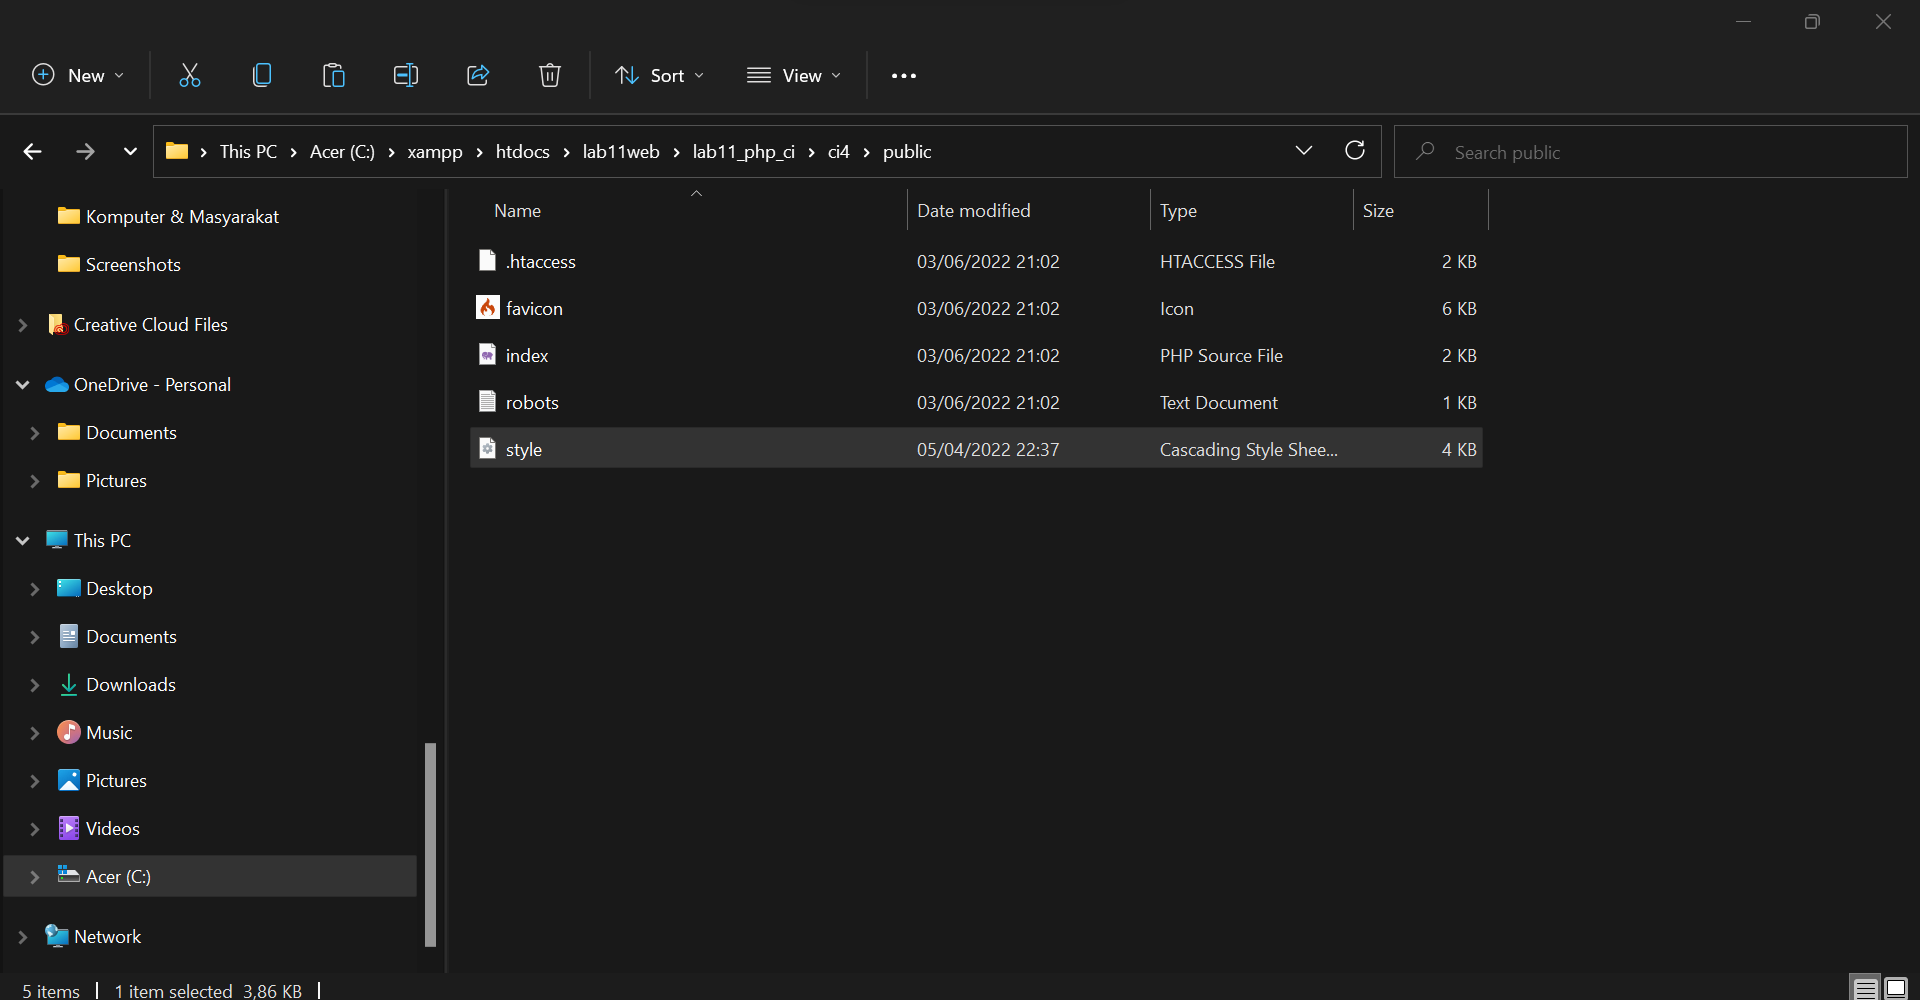 New Sort View
This PC Acer (C:) xampp htdocs lab11web lab11_php_ci ci4 public
Search public
Komputer & Masyarakat
Screenshots
Creative Cloud Files
OneDrive - Personal
Documents
Pictures
This PC
Desktop
Documents
Downloads
Music
Pictures
Videos
Acer (C:)
Network
Name Date modified Type Size
.htaccess 03/06/2022 21:02 HTACCESS File 2 KB
favicon 03/06/2022 21:02 Icon 6 KB
index 03/06/2022 21:02 PHP Source File 2 KB
robots 03/06/2022 21:02 Text Document 1 KB
style 05/04/2022 22:37 Cascading Style Shee... 4 KB
5 items 1 item selected 3,86 KB